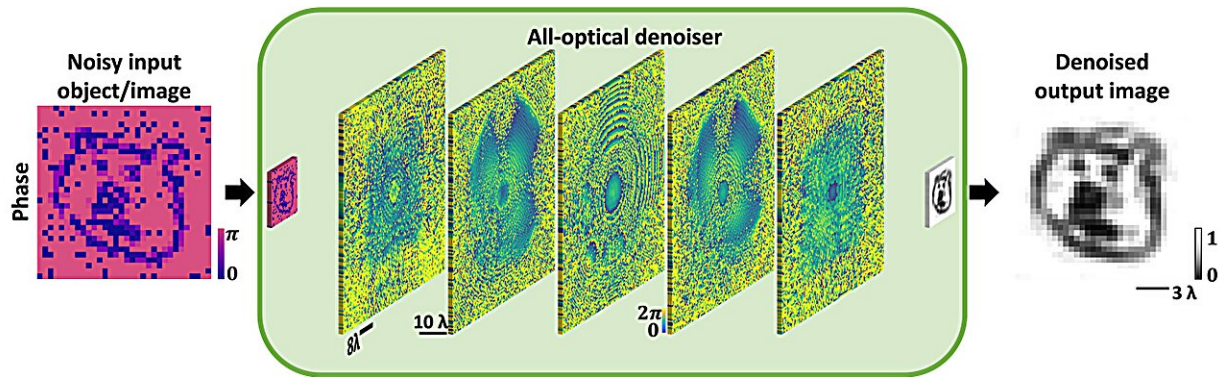 All-optical denoiser
Noisy input
object/image
Phase
π
0
8λ
10 λ
2π
0
Denoised
output image
1
0
3 λ